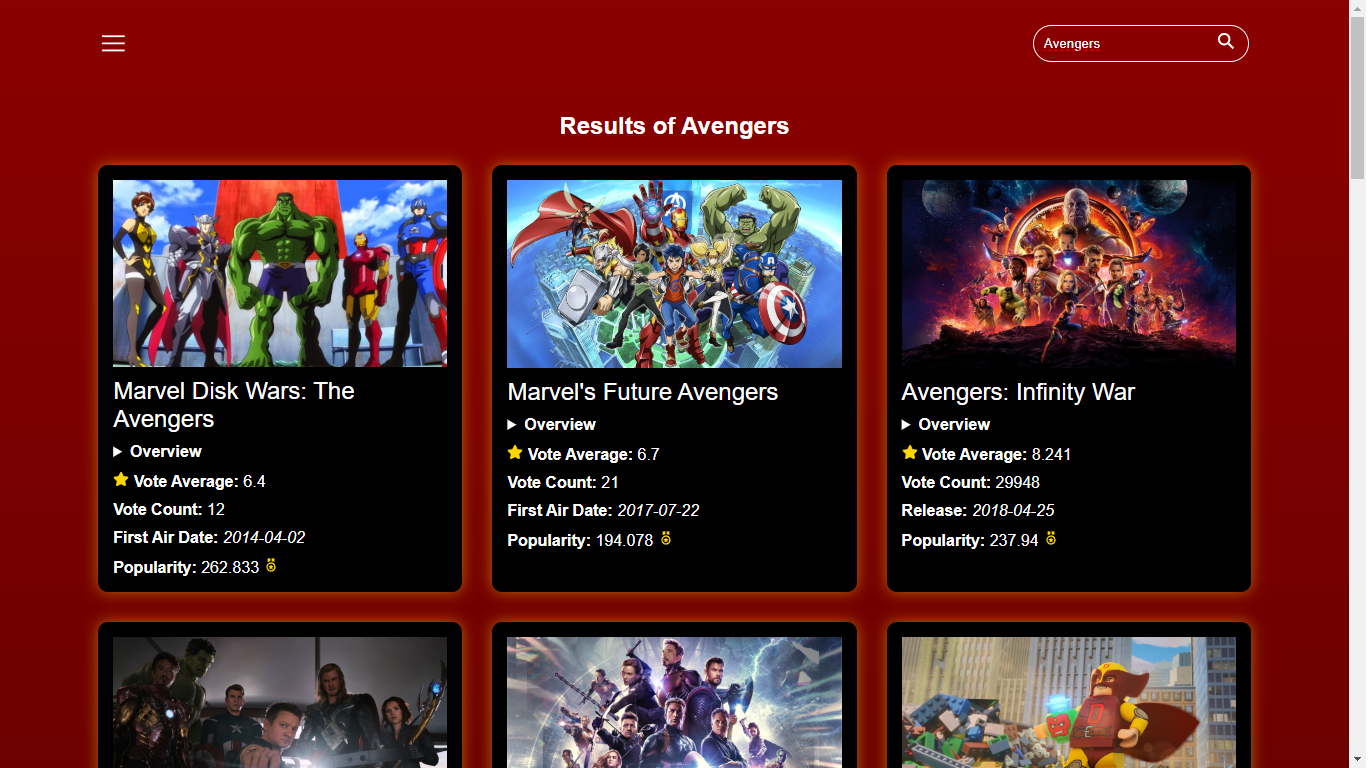 Avengers
Results of Avengers
Marvel Disk Wars: The
Avengers
Overview
Vote Average: 6.4
Vote Count: 12
First Air Date: 2014-04-02
Popularity: 262.833
Marvel's Future Avengers
Overview
Vote Average: 6.7
Vote Count: 21
First Air Date: 2017-07-22
Popularity: 194.078
Avengers: Infinity War
Overview
Vote Average: 8.241
Vote Count: 29948
Release: 2018-04-25
Popularity: 237.94